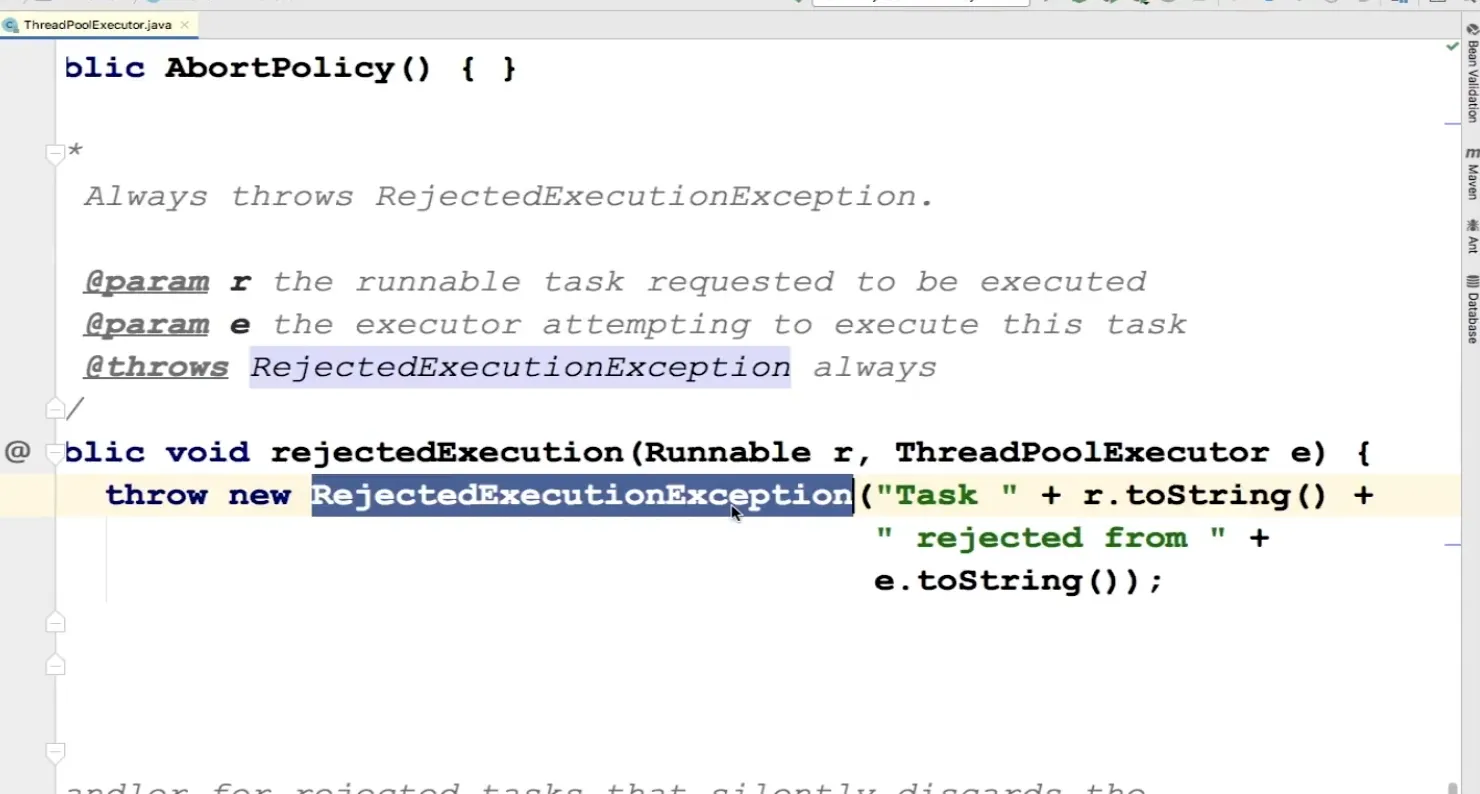 ThreadPoolExecutor.java
blic AbortPolicy() { }
*
Always throws RejectedExecutionException.
@param r the runnable task requested to be executed
@param e the executor attempting to execute this task
@throws RejectedExecutionException always
/
blic void rejectedExecution(Runnable r, ThreadPoolExecutor e) {
throw new RejectedExecutionException("Task " + r.toString() +
" rejected from " +
e.toString());
andler for rejected tasks that silently discards the
Bean Validation
Maven
Ant
Database